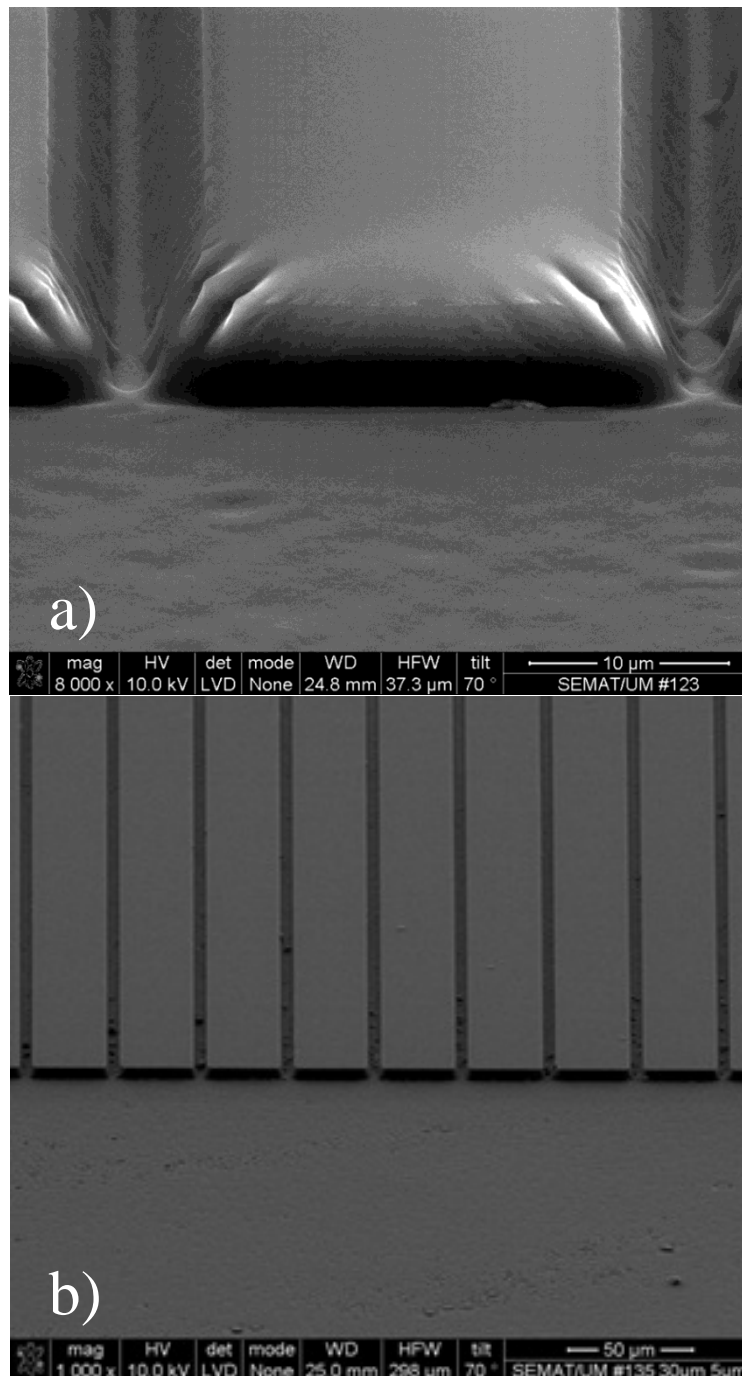 a)
mag HV det mode WD HFW tilt 10 µm
8 000 x 10.0 kV LVD None 24.8 mm 37.3 µm 70 ° SEMAT/UM #123
b)
mag HV det mode WD HFW tilt 50 µm
1 000 x 10.0 kV LVD None 25.0 mm 298 µm 70 ° SEMAT/UM #135 30um 5um